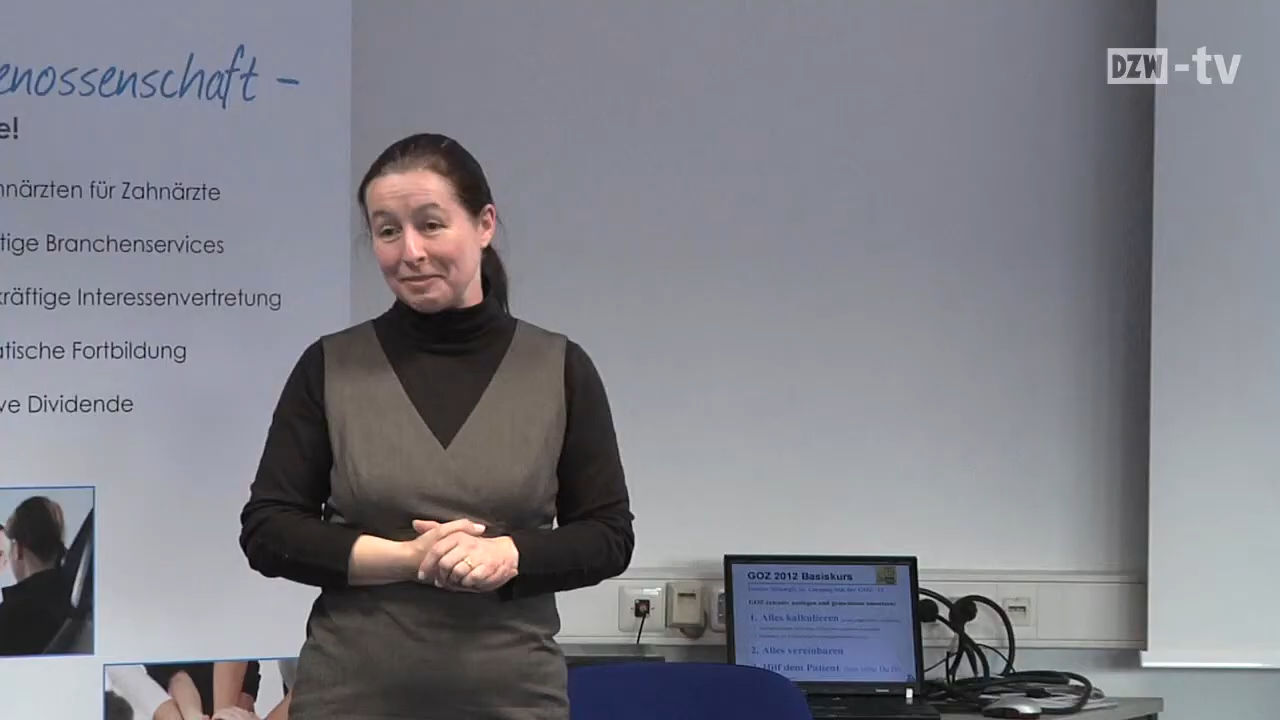 DZW-tv
enossenschaft –
e!
nnärzten für Zahnärzte
tige Branchenservices
kräftige Interessenvertretung
atische Fortbildung
ve Dividende
GOZ 2012 Basiskurs
1. Alles kalkulieren
2. Alles vereinbaren
Hilf dem Patient